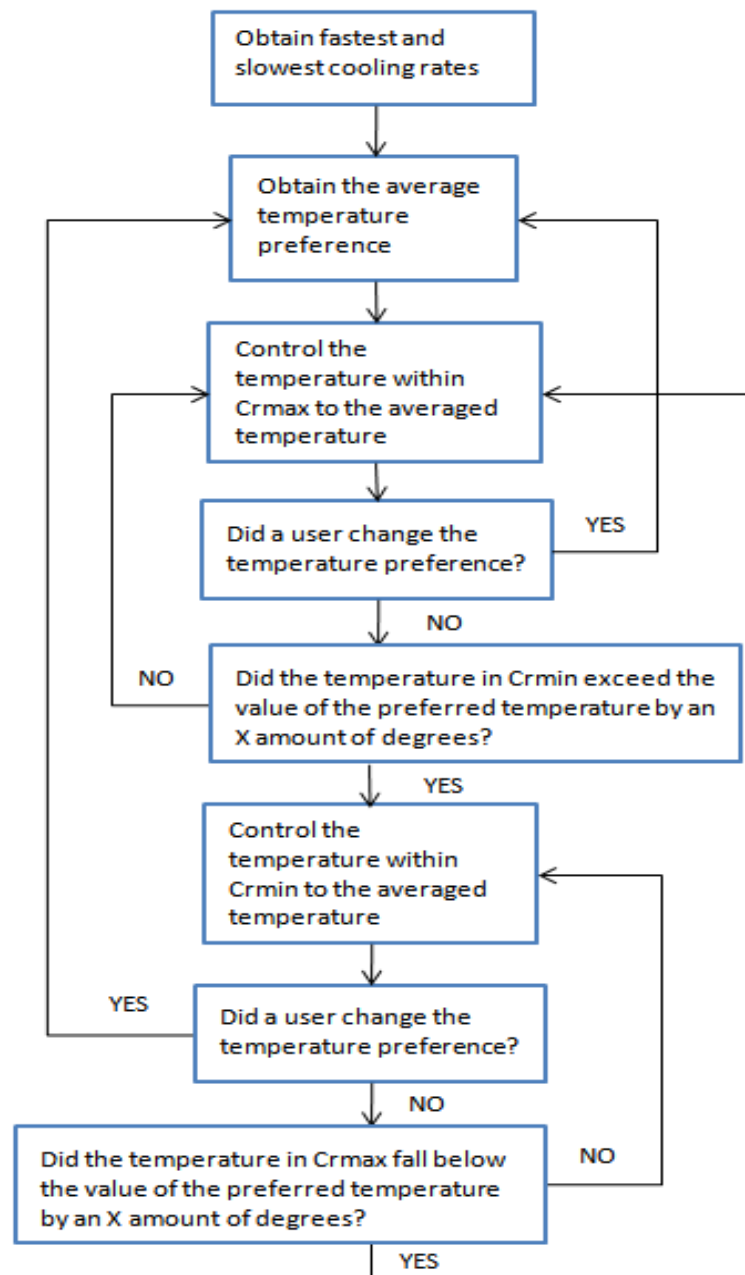 Obtain fastest and
slowest cooling rates
Obtain the average
temperature
preference
Control the
temperature within
Crmax to the averaged
temperature
Did a user change the
temperature preference?
YES
NO
NO
Did the temperature in Crmin exceed the
value of the preferred temperature by an
X amount of degrees?
YES
Control the
temperature within
Crmin to the averaged
temperature
YES
Did a user change the
temperature preference?
NO
Did the temperature in Crmax fall below
the value of the preferred temperature
by an X amount of degrees?
NO
YES